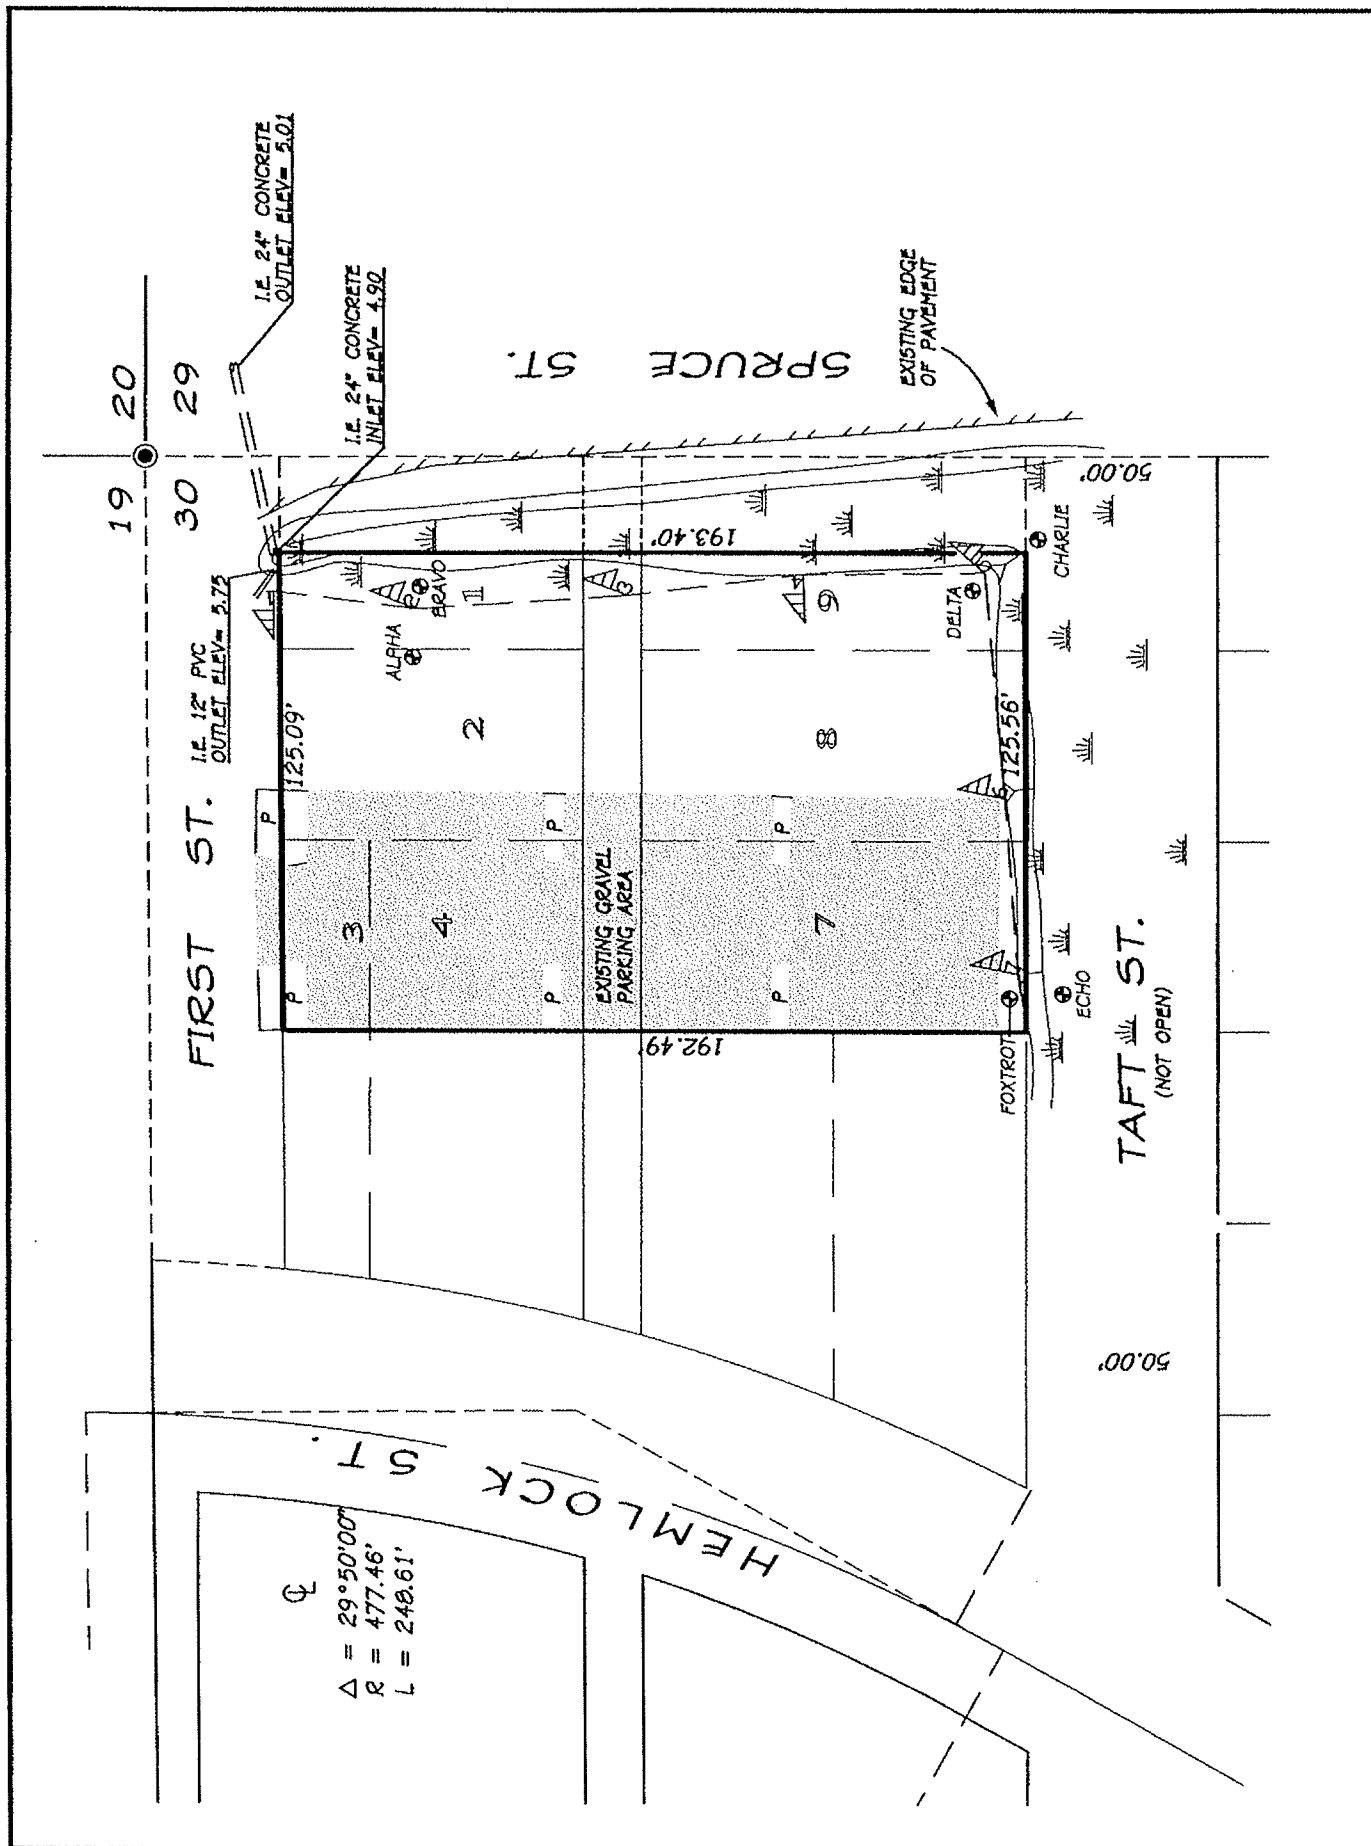 19
20
30
29
I.E. 24" CONCRETE
OUTLET ELEV= 5.01
I.E. 24" CONCRETE
INLET ELEV= 4.90
I.E. 12" PVC
OUTLET ELEV= 5.75
FIRST ST.
SPRUCE ST.
EXISTING EDGE
OF PAVEMENT
125.09'
193.40'
125.56'
192.49'
50.00'
50.00'
ALPHA
BRAVO
CHARLIE
DELTA
ECHO
FOXTROT
1
2
3
4
7
8
9
2
3
5
6
7
P
P
P
P
P
P
EXISTING GRAVEL
PARKING AREA
TAFT ST.
(NOT OPEN)
HEMLOCK ST.
℄
Δ = 29°50'00"
R = 477.46'
L = 248.61'